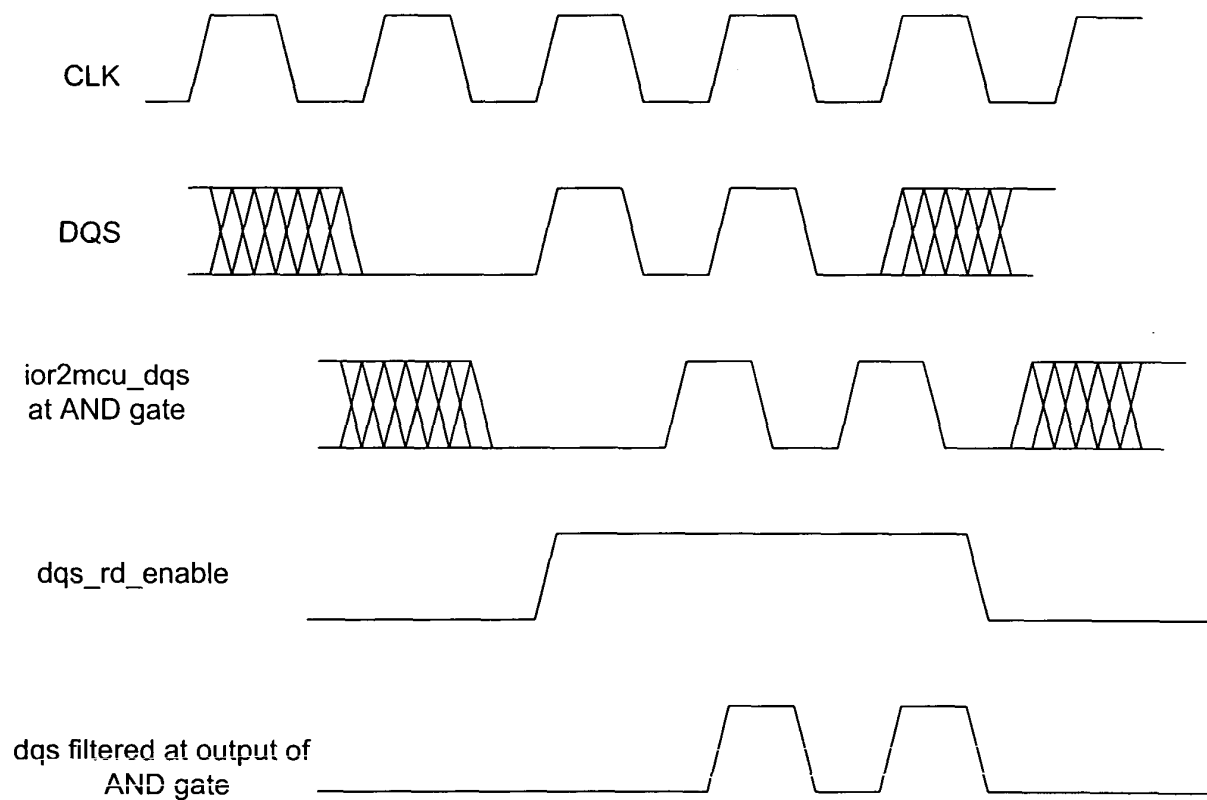 CLK
DQS
ior2mcu_dqs
at AND gate
dqs_rd_enable
dqs filtered at output of
AND gate